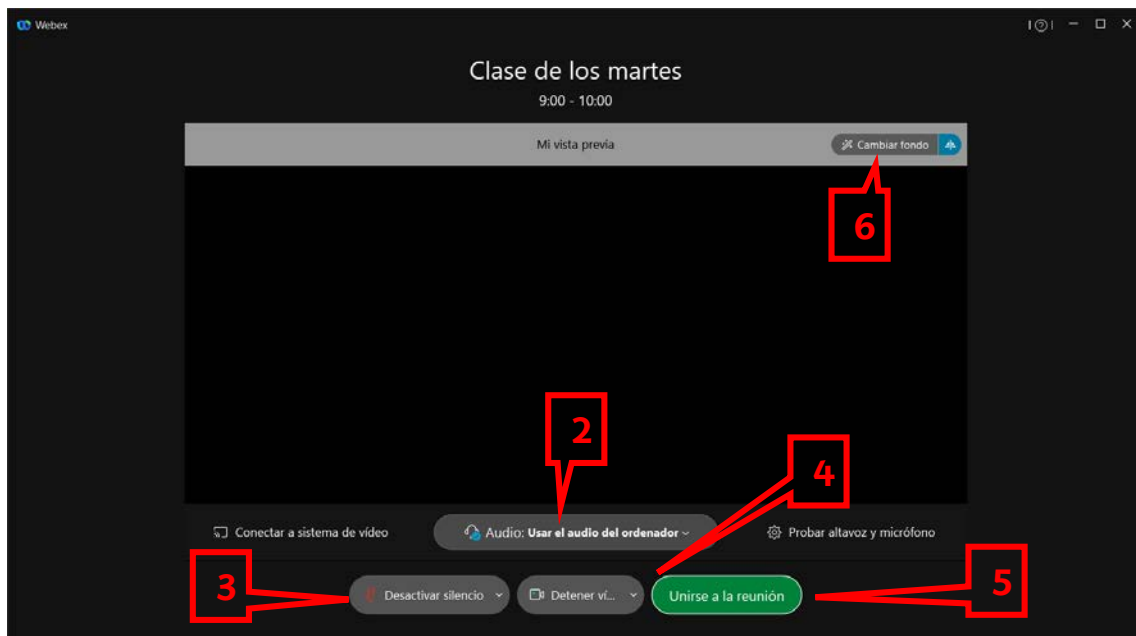 Webex
Clase de los martes
9:00 - 10:00
Mi vista previa
Cambiar fondo
6
2
4
Conectar a sistema de vídeo
Audio: Usar el audio del ordenador
Probar altavoz y micrófono
3
Desactivar silencio
Detener ví...
Unirse a la reunión
5